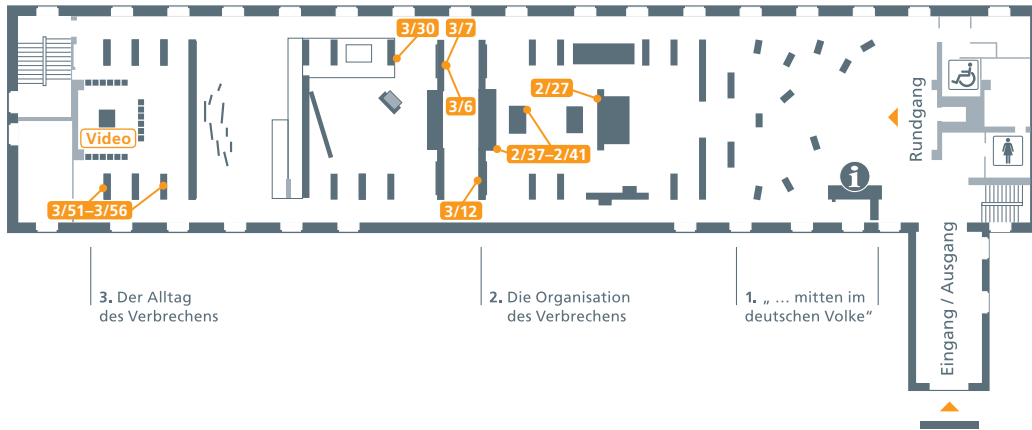 3/30
3/7
3/6
2/27
2/37–2/41
3/12
Video
3/51–3/56
Rundgang
i
3. Der Alltag
des Verbrechens
2. Die Organisation
des Verbrechens
1. „ … mitten im
deutschen Volke“
Eingang / Ausgang